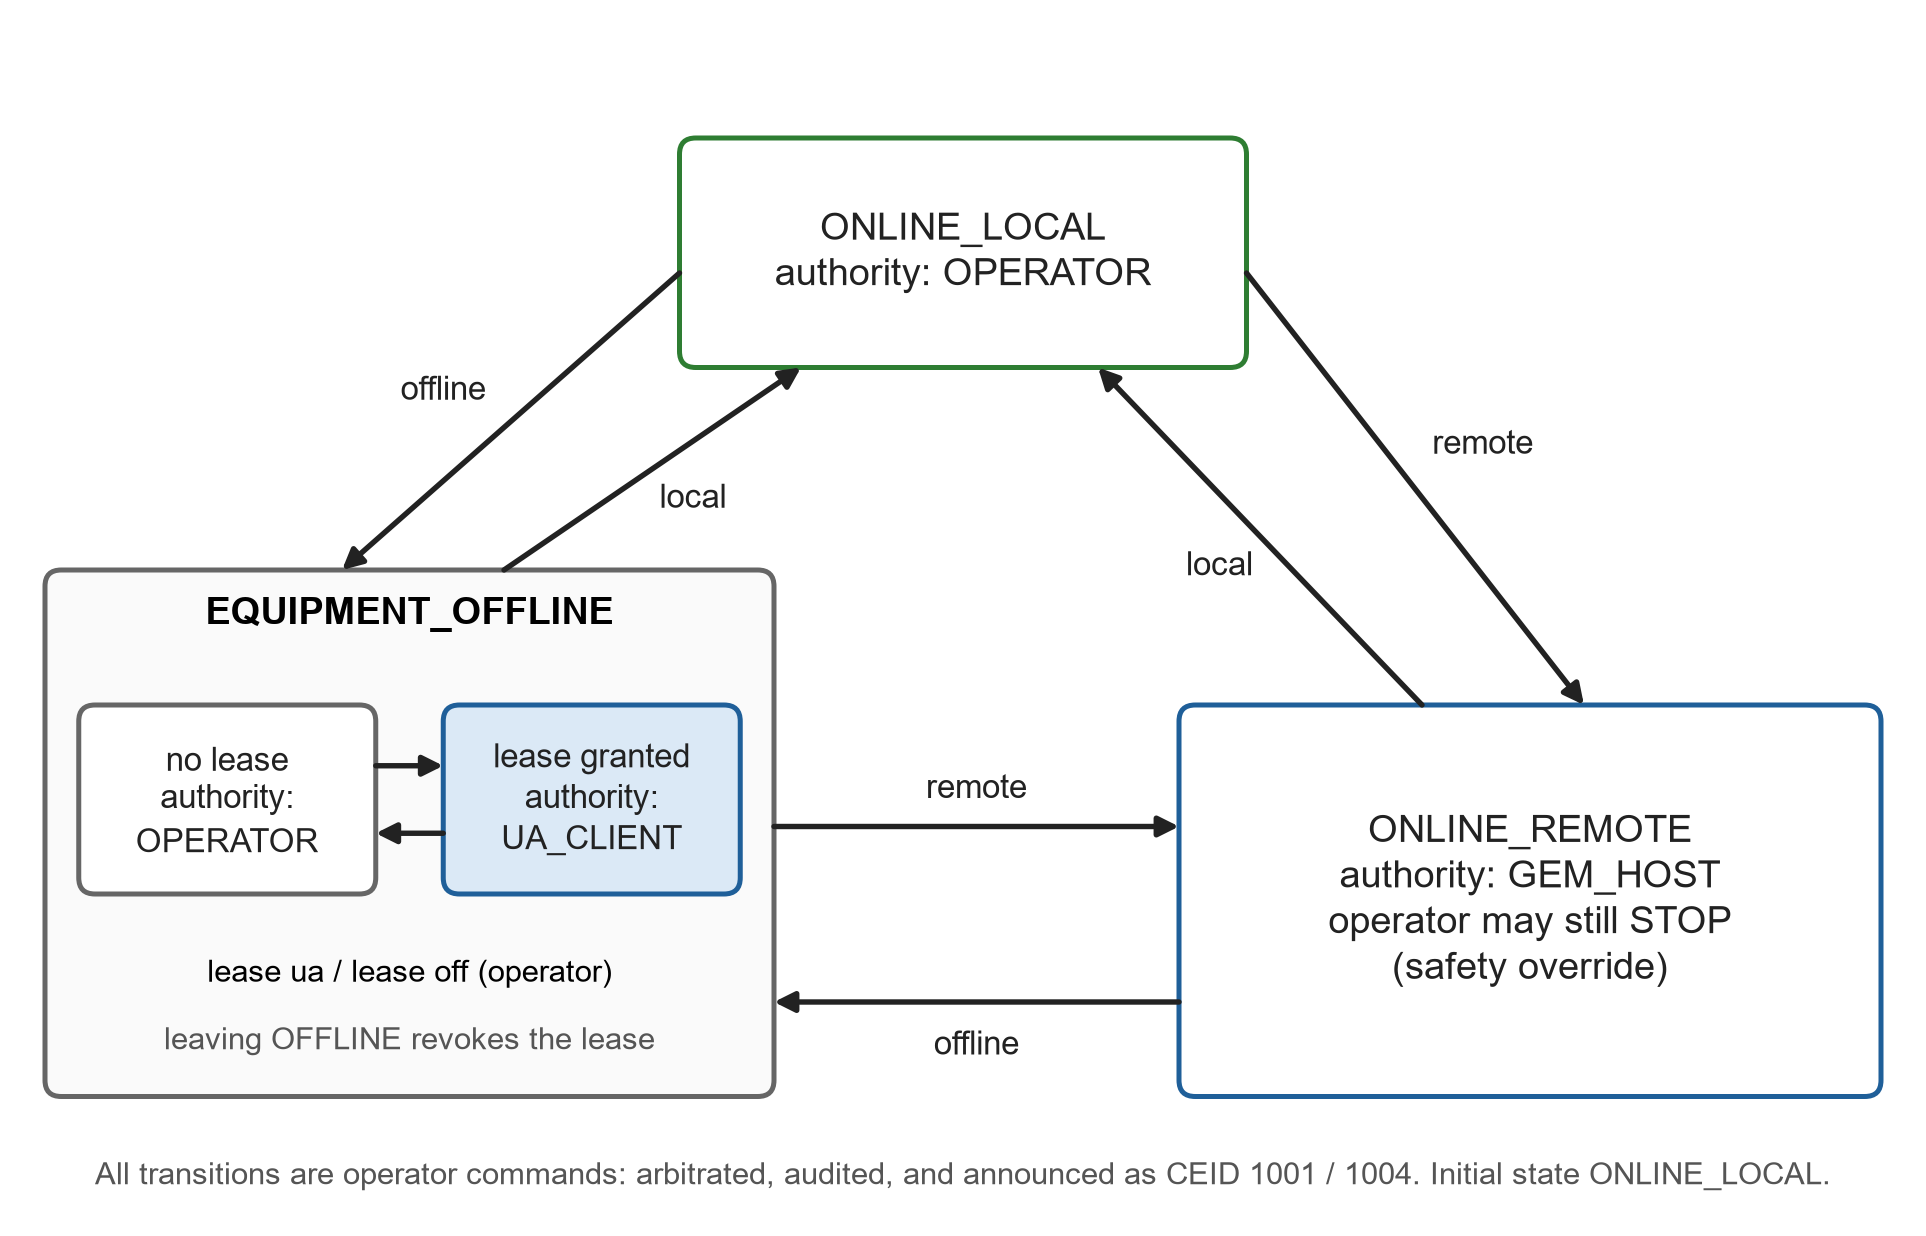 ONLINE_LOCAL
authority: OPERATOR
offline
remote
local
local
EQUIPMENT_OFFLINE
no lease
authority:
OPERATOR
lease granted
authority:
UA_CLIENT
lease ua / lease off (operator)
leaving OFFLINE revokes the lease
remote
offline
ONLINE_REMOTE
authority: GEM_HOST
operator may still STOP
(safety override)
All transitions are operator commands: arbitrated, audited, and announced as CEID 1001 / 1004. Initial state ONLINE_LOCAL.